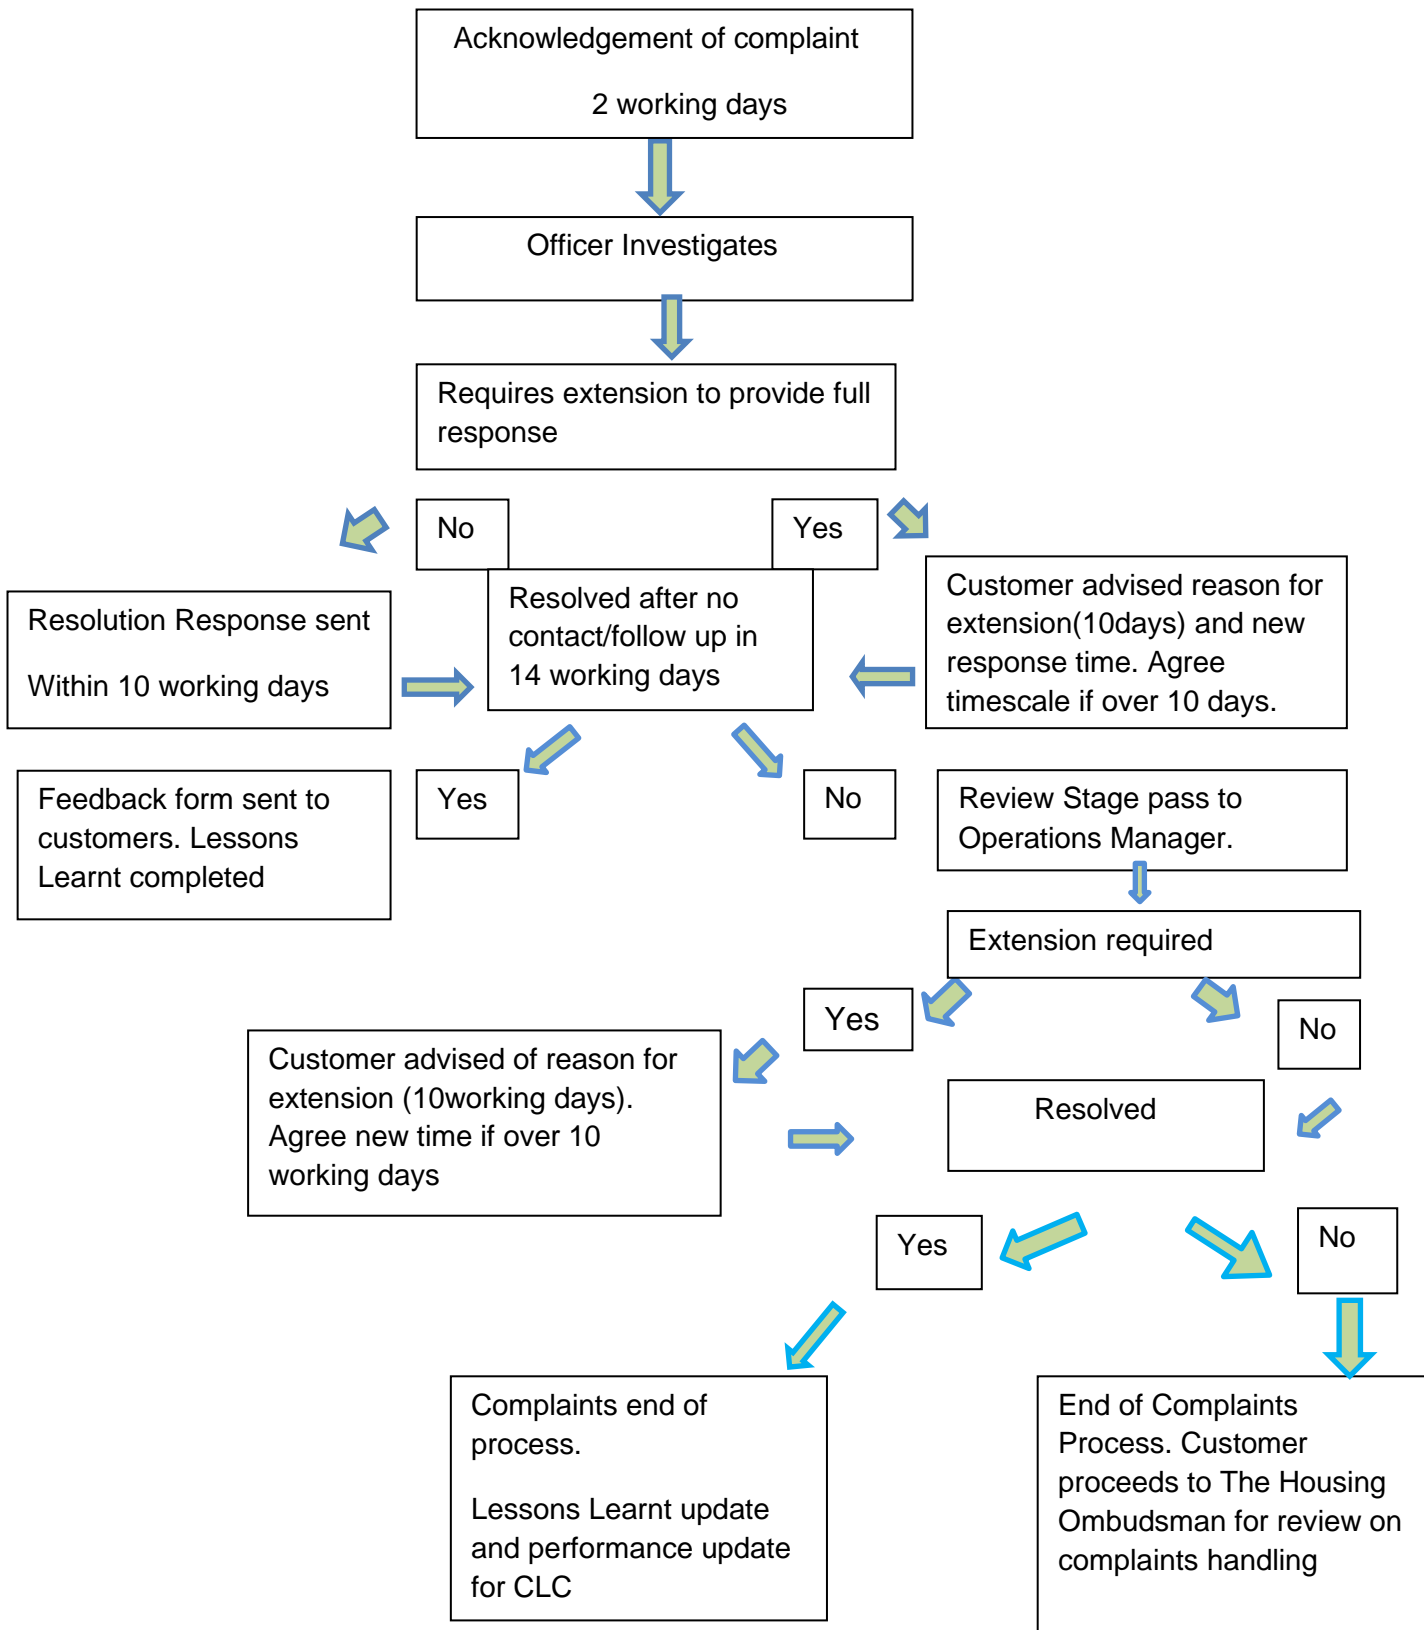 Acknowledgement of complaint
2 working days
Officer Investigates
Requires extension to provide full
response
No
Yes
Resolution Response sent
Within 10 working days
Resolved after no
contact/follow up in
14 working days
Customer advised reason for
extension(10days) and new
response time. Agree
timescale if over 10 days.
Feedback form sent to
customers. Lessons
Learnt completed
Yes
No
Review Stage pass to
Operations Manager.
Extension required
Yes
No
Customer advised of reason for
extension (10working days).
Agree new time if over 10
working days
Resolved
Yes
No
Complaints end of
process.
Lessons Learnt update
and performance update
for CLC
End of Complaints
Process. Customer
proceeds to The Housing
Ombudsman for review on
complaints handling